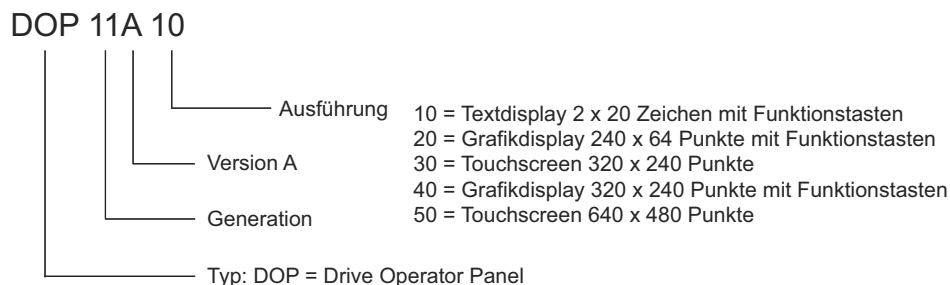 DOP 11A 10
Ausführung
10 = Textdisplay 2 x 20 Zeichen mit Funktionstasten
20 = Grafikdisplay 240 x 64 Punkte mit Funktionstasten
30 = Touchscreen 320 x 240 Punkte
40 = Grafikdisplay 320 x 240 Punkte mit Funktionstasten
50 = Touchscreen 640 x 480 Punkte
Version A
Generation
Typ: DOP = Drive Operator Panel